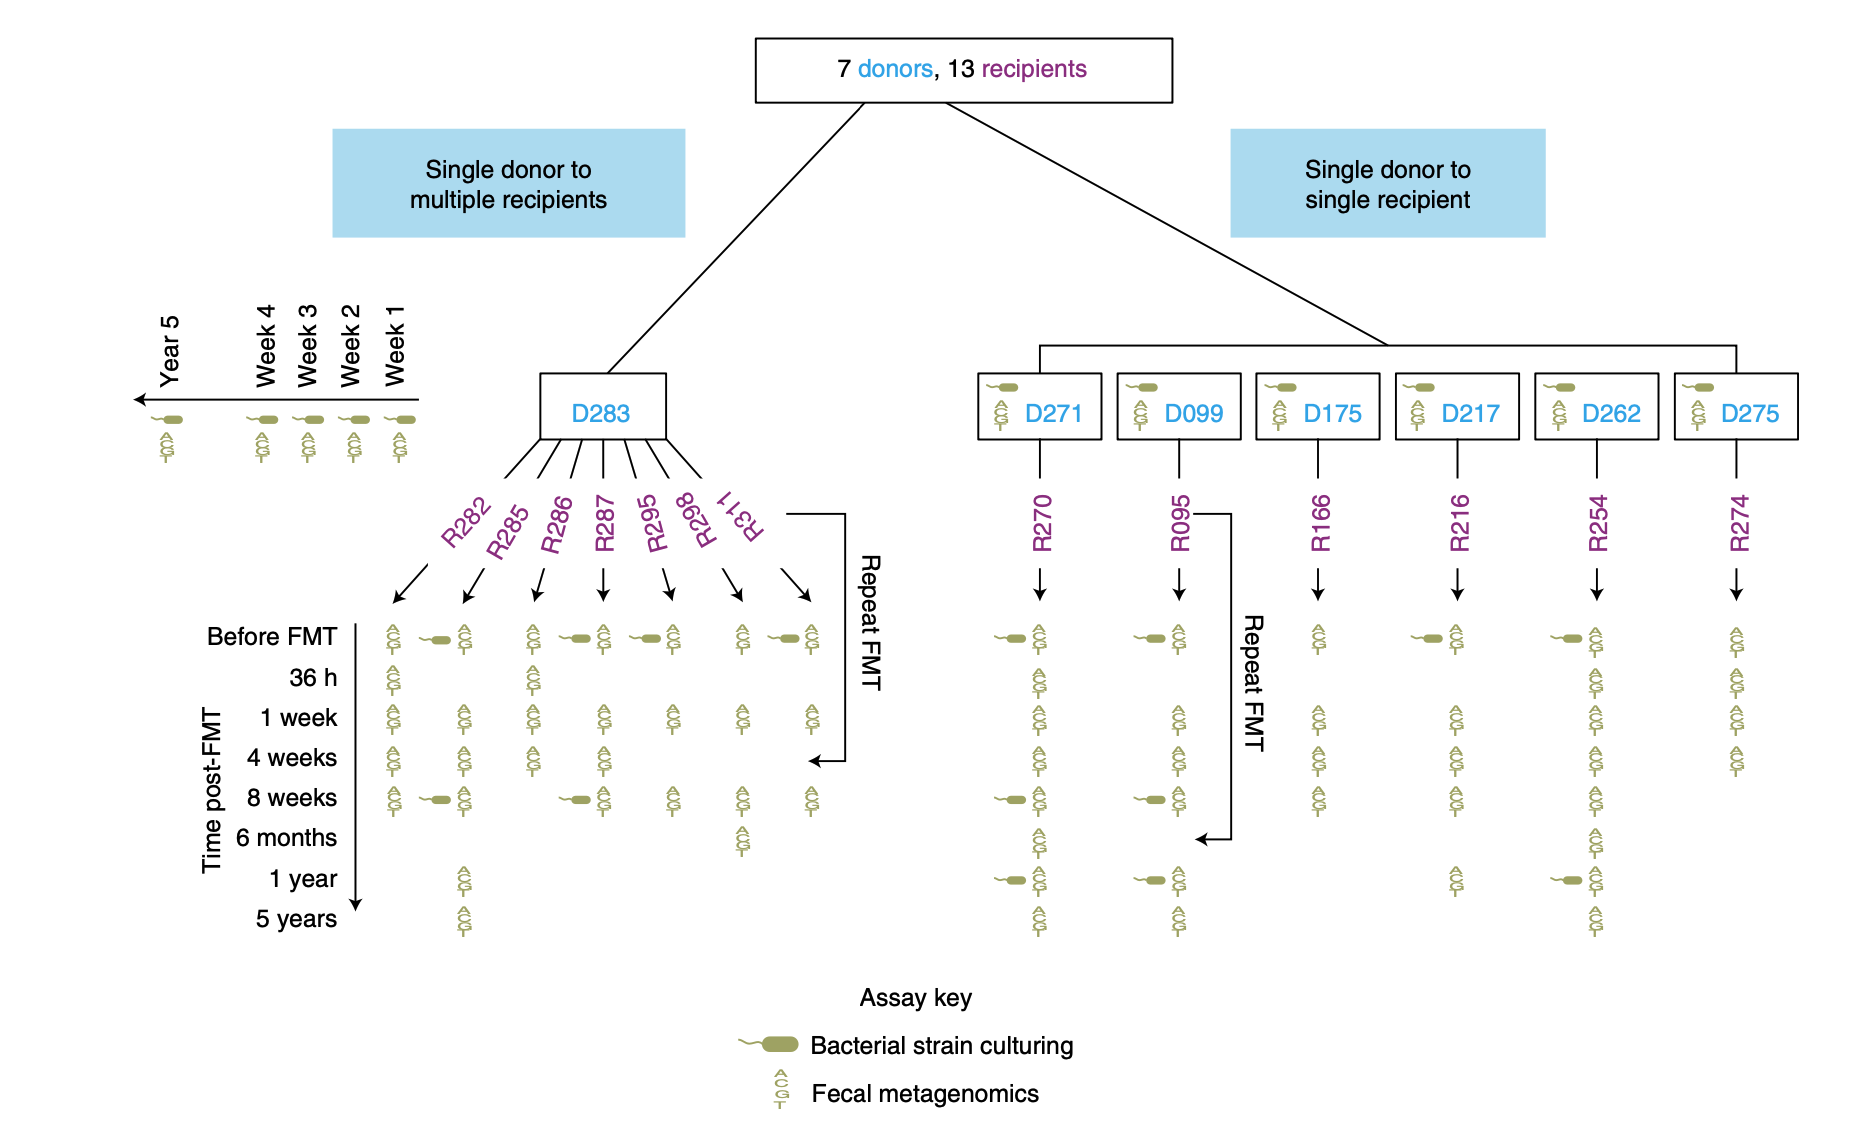 7 donors, 13 recipients
Single donor to
multiple recipients
Single donor to
single recipient
Year 5
Week 4
Week 3
Week 2
Week 1
D283
D271
D099
D175
D217
D262
D275
R282
R285
R286
R287
R295
R298
R311
R270
R095
R166
R216
R254
R274
Repeat FMT
Repeat FMT
Time post-FMT
Before FMT
36 h
1 week
4 weeks
8 weeks
6 months
1 year
5 years
Assay key
Bacterial strain culturing
ACGT
Fecal metagenomics